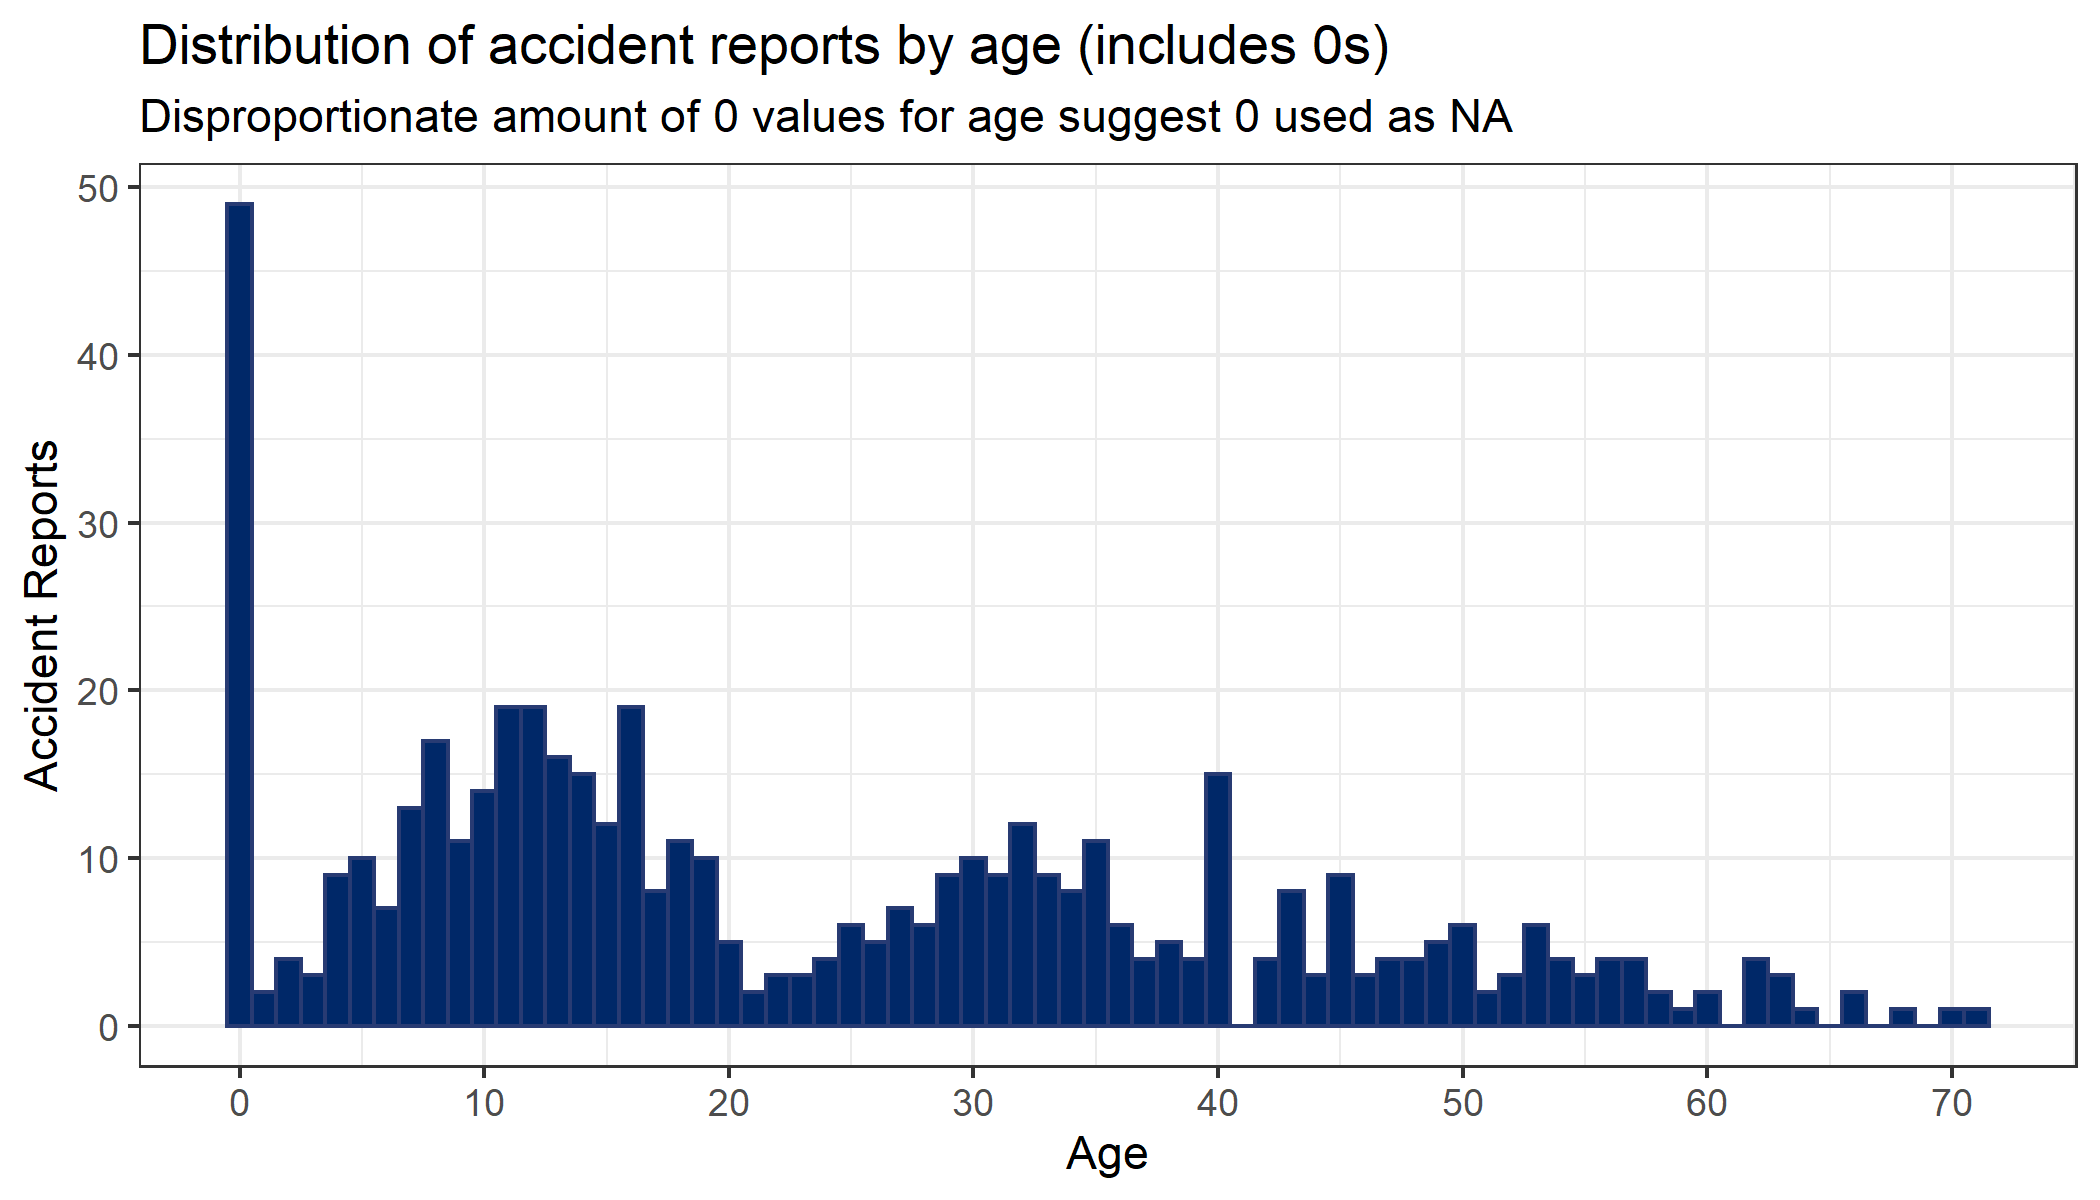 Distribution of accident reports by age (includes 0s)
Disproportionate amount of 0 values for age suggest 0 used as NA
50
40
30
20
10
0
Accident Reports
0 10 20 30 40 50 60 70
Age